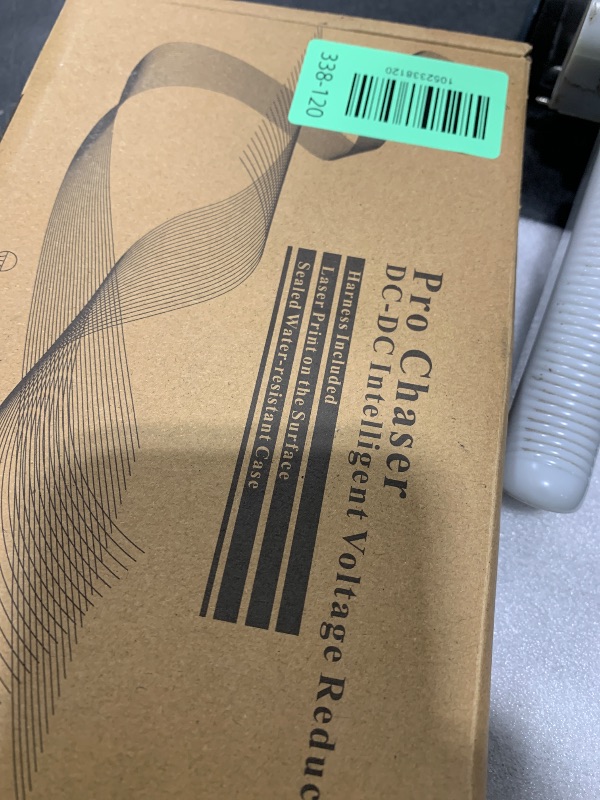 338-120
1052338120
Pro Chaser
DC-DC Intelligent Voltage Reduc
Harness Included
Laser Print on the Surface
Sealed Water-resistant Case